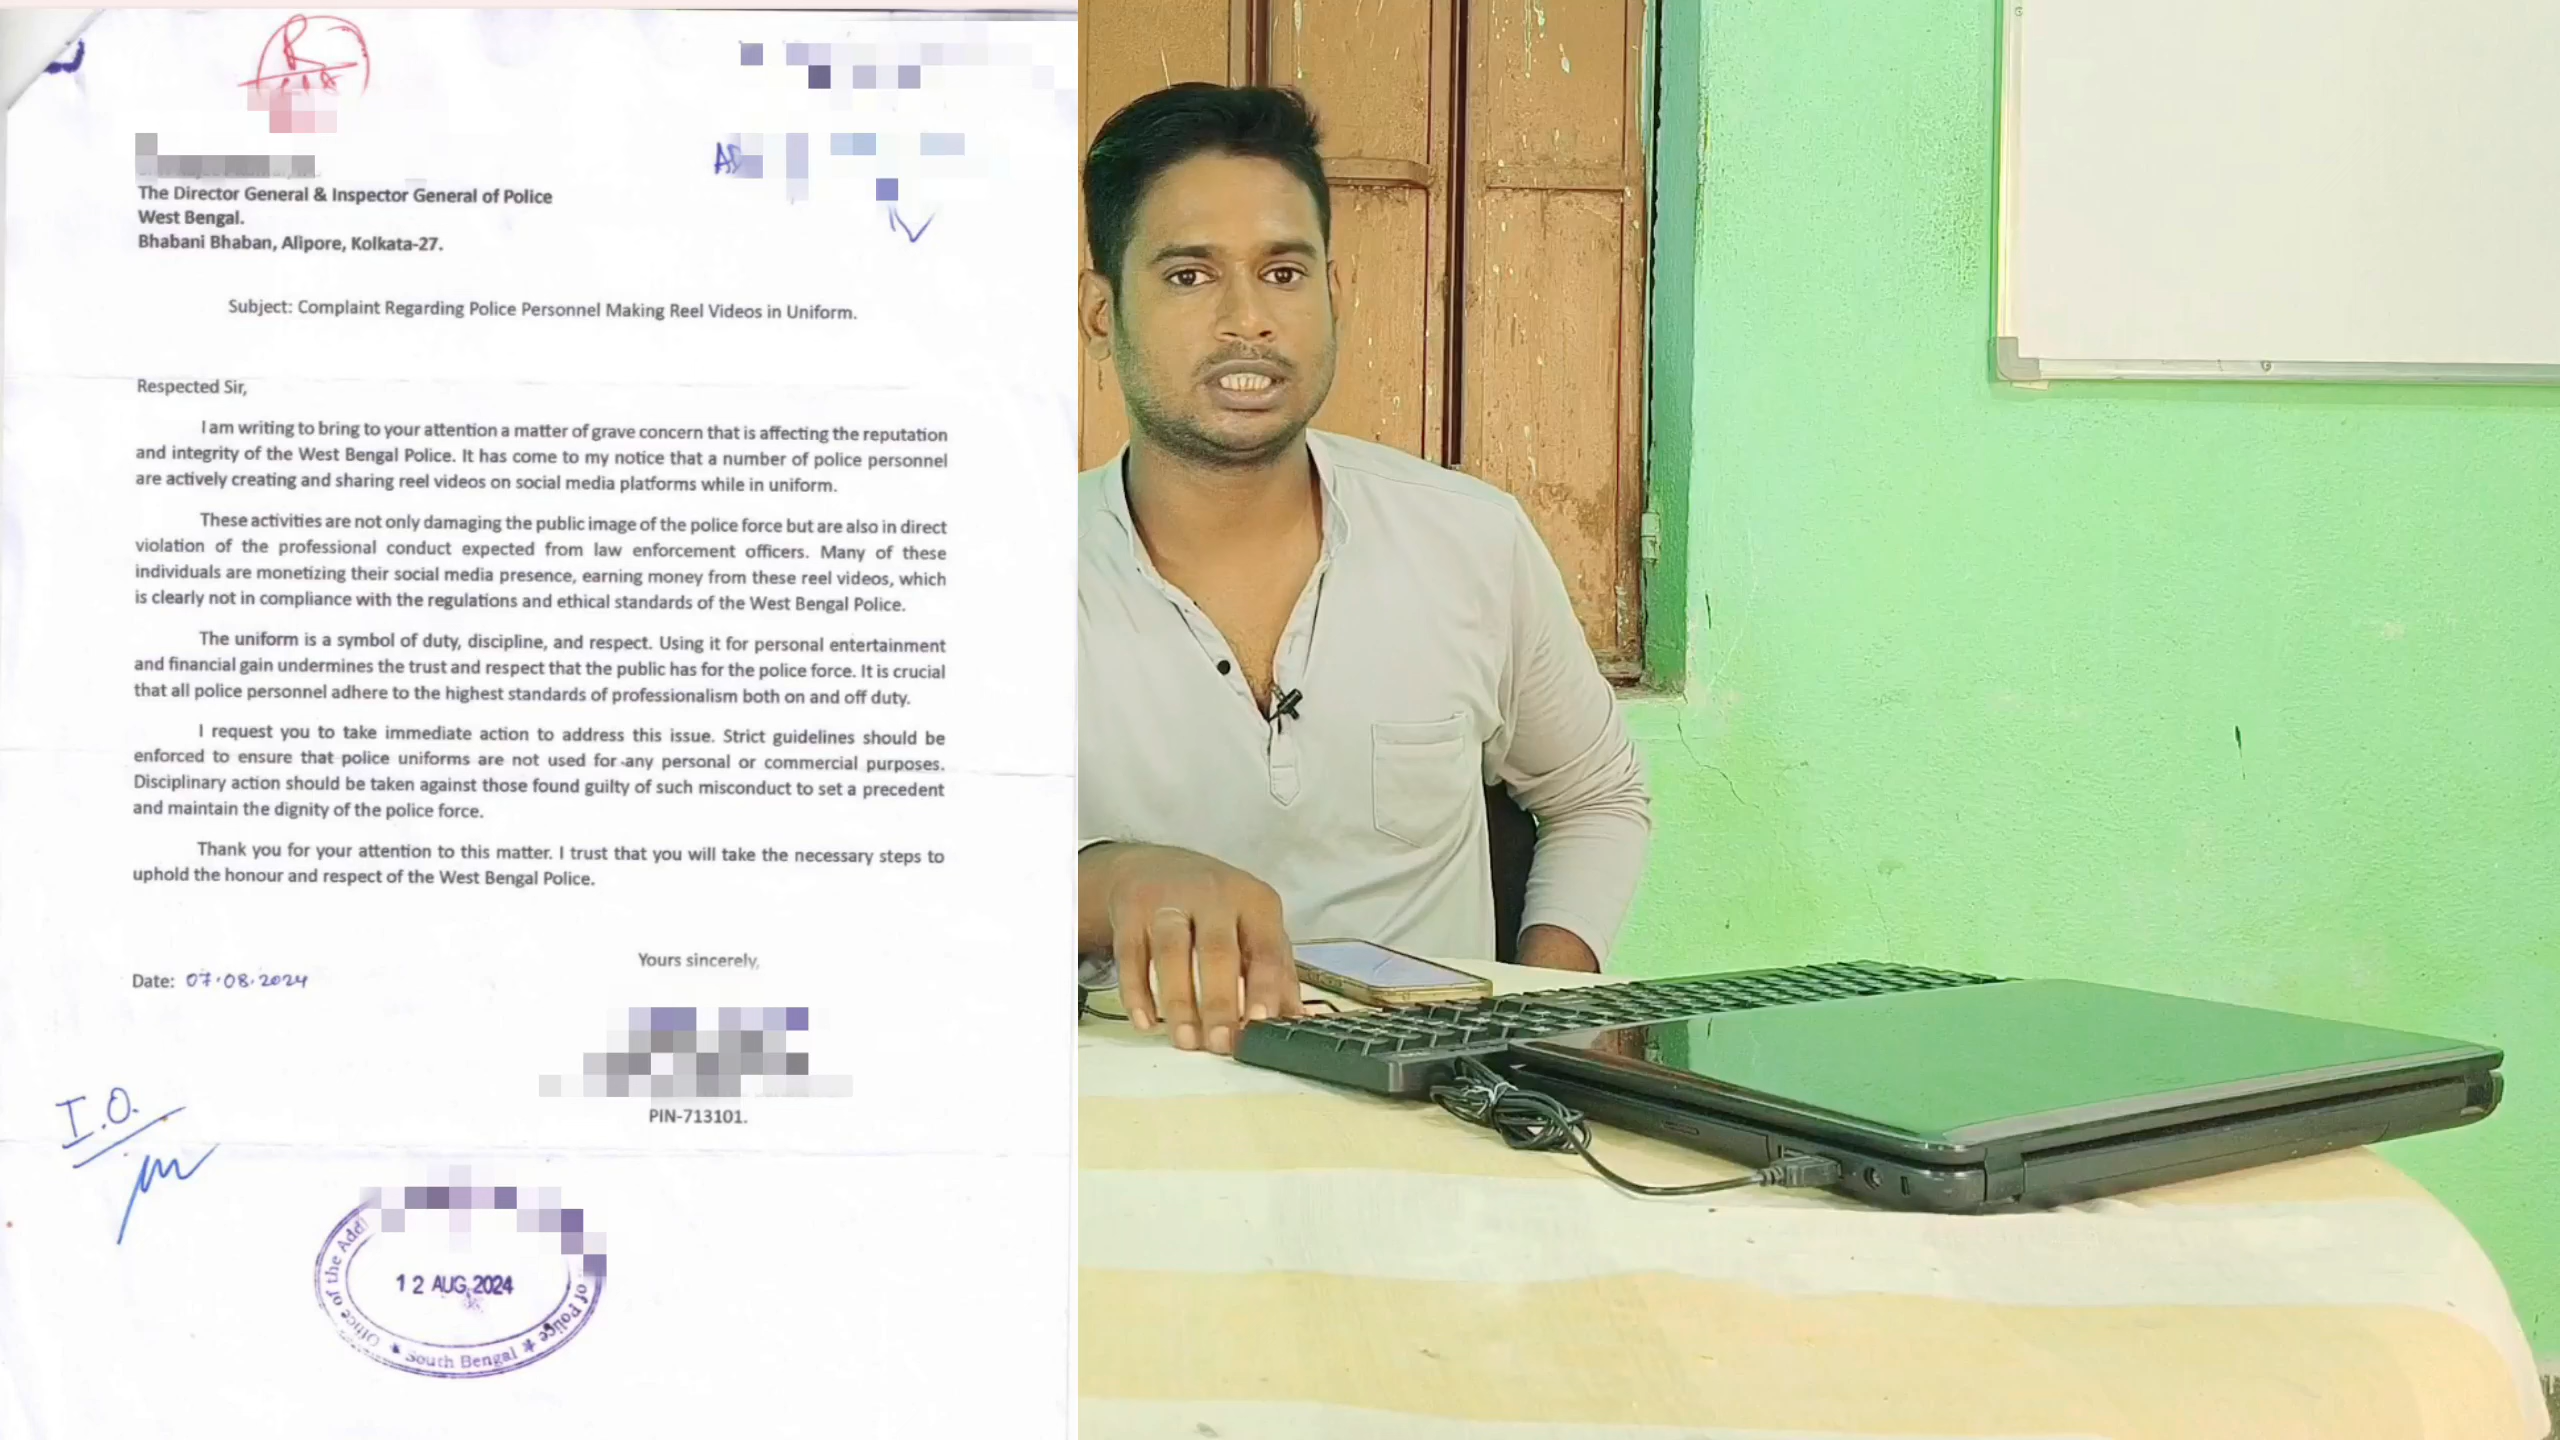 The Director General & Inspector General of Police
West Bengal.
Bhabani Bhaban, Alipore, Kolkata-27.
Subject: Complaint Regarding Police Personnel Making Reel Videos in Uniform.
Respected Sir,
I am writing to bring to your attention a matter of grave concern that is affecting the reputation
and integrity of the West Bengal Police. It has come to my notice that a number of police personnel
are actively creating and sharing reel videos on social media platforms while in uniform.
These activities are not only damaging the public image of the police force but are also in direct
violation of the professional conduct expected from law enforcement officers. Many of these
individuals are monetizing their social media presence, earning money from these reel videos, which
is clearly not in compliance with the regulations and ethical standards of the West Bengal Police.
The uniform is a symbol of duty, discipline, and respect. Using it for personal entertainment
and financial gain undermines the trust and respect that the public has for the police force. It is crucial
that all police personnel adhere to the highest standards of professionalism both on and off duty.
I request you to take immediate action to address this issue. Strict guidelines should be
enforced to ensure that police uniforms are not used for any personal or commercial purposes.
Disciplinary action should be taken against those found guilty of such misconduct to set a precedent
and maintain the dignity of the police force.
Thank you for your attention to this matter. I trust that you will take the necessary steps to
uphold the honour and respect of the West Bengal Police.
Yours sincerely,
Date: 07.08.2024
PIN-713101.
I.O.
Office of the Add
of Police
12 AUG 2024
South Bengal